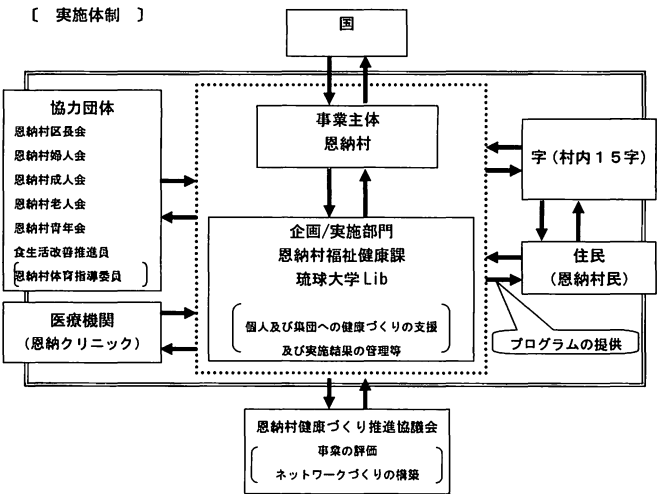 〔 実施体制 〕
国
協力団体
恩納村区長会
恩納村婦人会
恩納村成人会
恩納村老人会
恩納村青年会
食生活改善推進員
恩納村体育指導委員
医療機関
(恩納クリニック)
事業主体
恩納村
企画/実施部門
恩納村福祉健康課
琉球大学Lib
個人及び集団への健康づくりの支援
及び実施結果の管理等
字(村内15字)
住民
(恩納村民)
プログラムの提供
恩納村健康づくり推進協議会
事業の評価
ネットワークづくりの構築